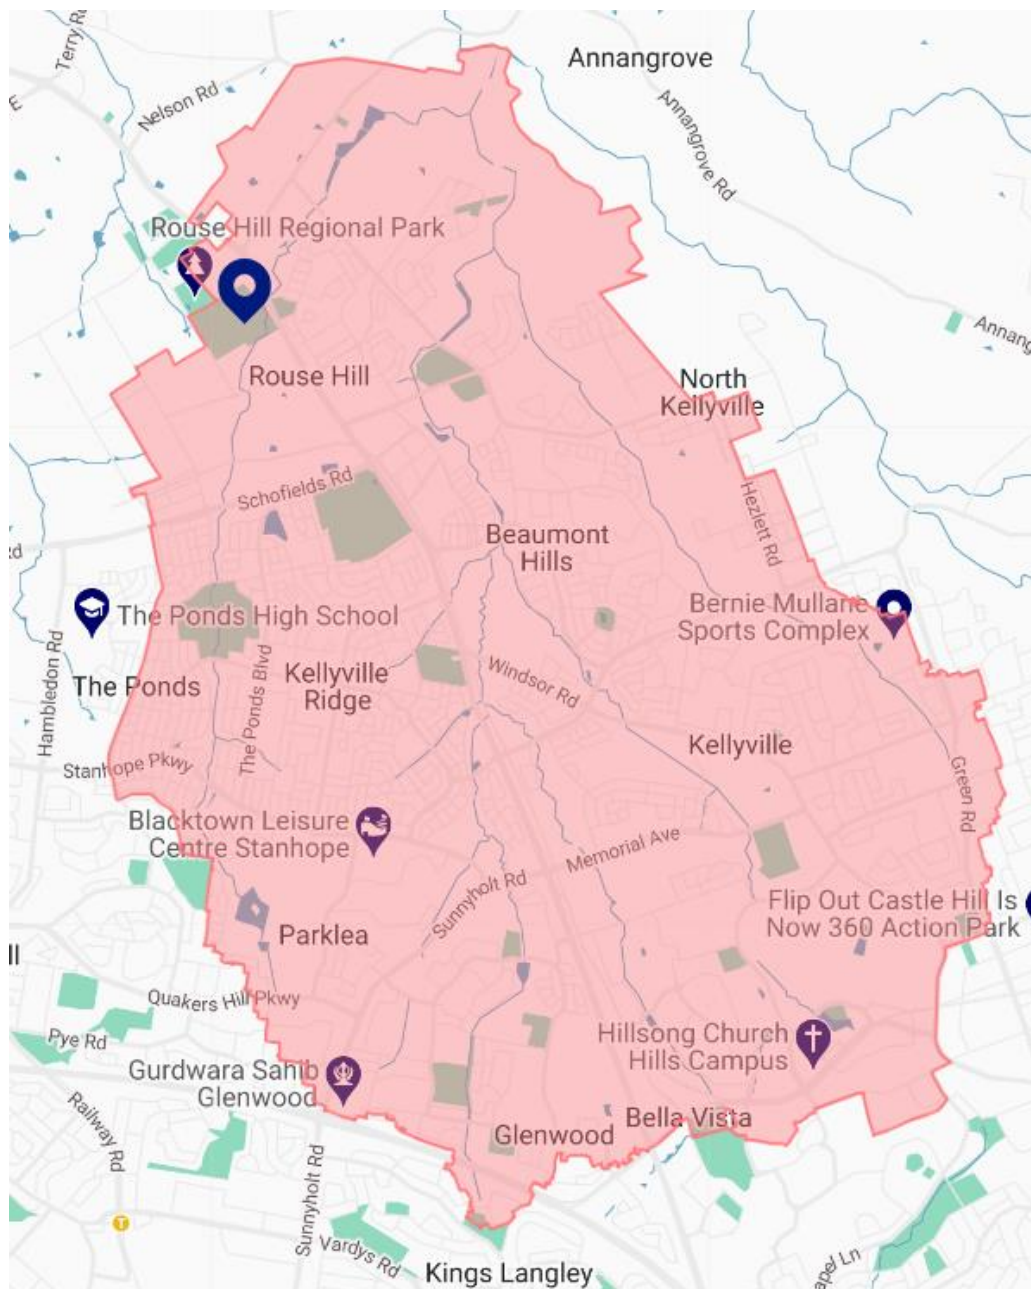 Terry Rd
Annangrove
E
Nelson Rd
Annangrove Rd
Rouse Hill Regional Park
Annang
Rouse Hill
North
Kellyville
Schofields Rd
Hezlett Rd
Beaumont
Hills
Rd
The Ponds High School
Bernie Mullane
Sports Complex
Hambledon Rd
The Ponds
The Ponds Blvd
Kellyville
Ridge
Windsor Rd
Kellyville
Stanhope Pkwy
Green Rd
Blacktown Leisure
Centre Stanhope
Memorial Ave
Sunnyholt Rd
Flip Out Castle Hill Is
Now 360 Action Park
Parklea
ll
Quakers Hill Pkwy
Pye Rd
Hillsong Church
Hills Campus
Gurdwara Sahib
Glenwood
Railway Rd
Bella Vista
Glenwood
Sunnyholt Rd
T
Vardys Rd
Kings Langley
apel Ln